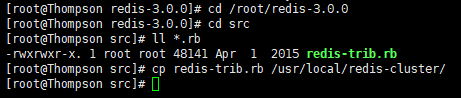 [root@Thompson redis-3.0.0]# cd /root/redis-3.0.0
[root@Thompson redis-3.0.0]# cd src
[root@Thompson src]# ll *.rb
-rwxrwxr-x. 1 root root 48141 Apr  1  2015 redis-trib.rb
[root@Thompson src]# cp redis-trib.rb /usr/local/redis-cluster/
[root@Thompson src]#